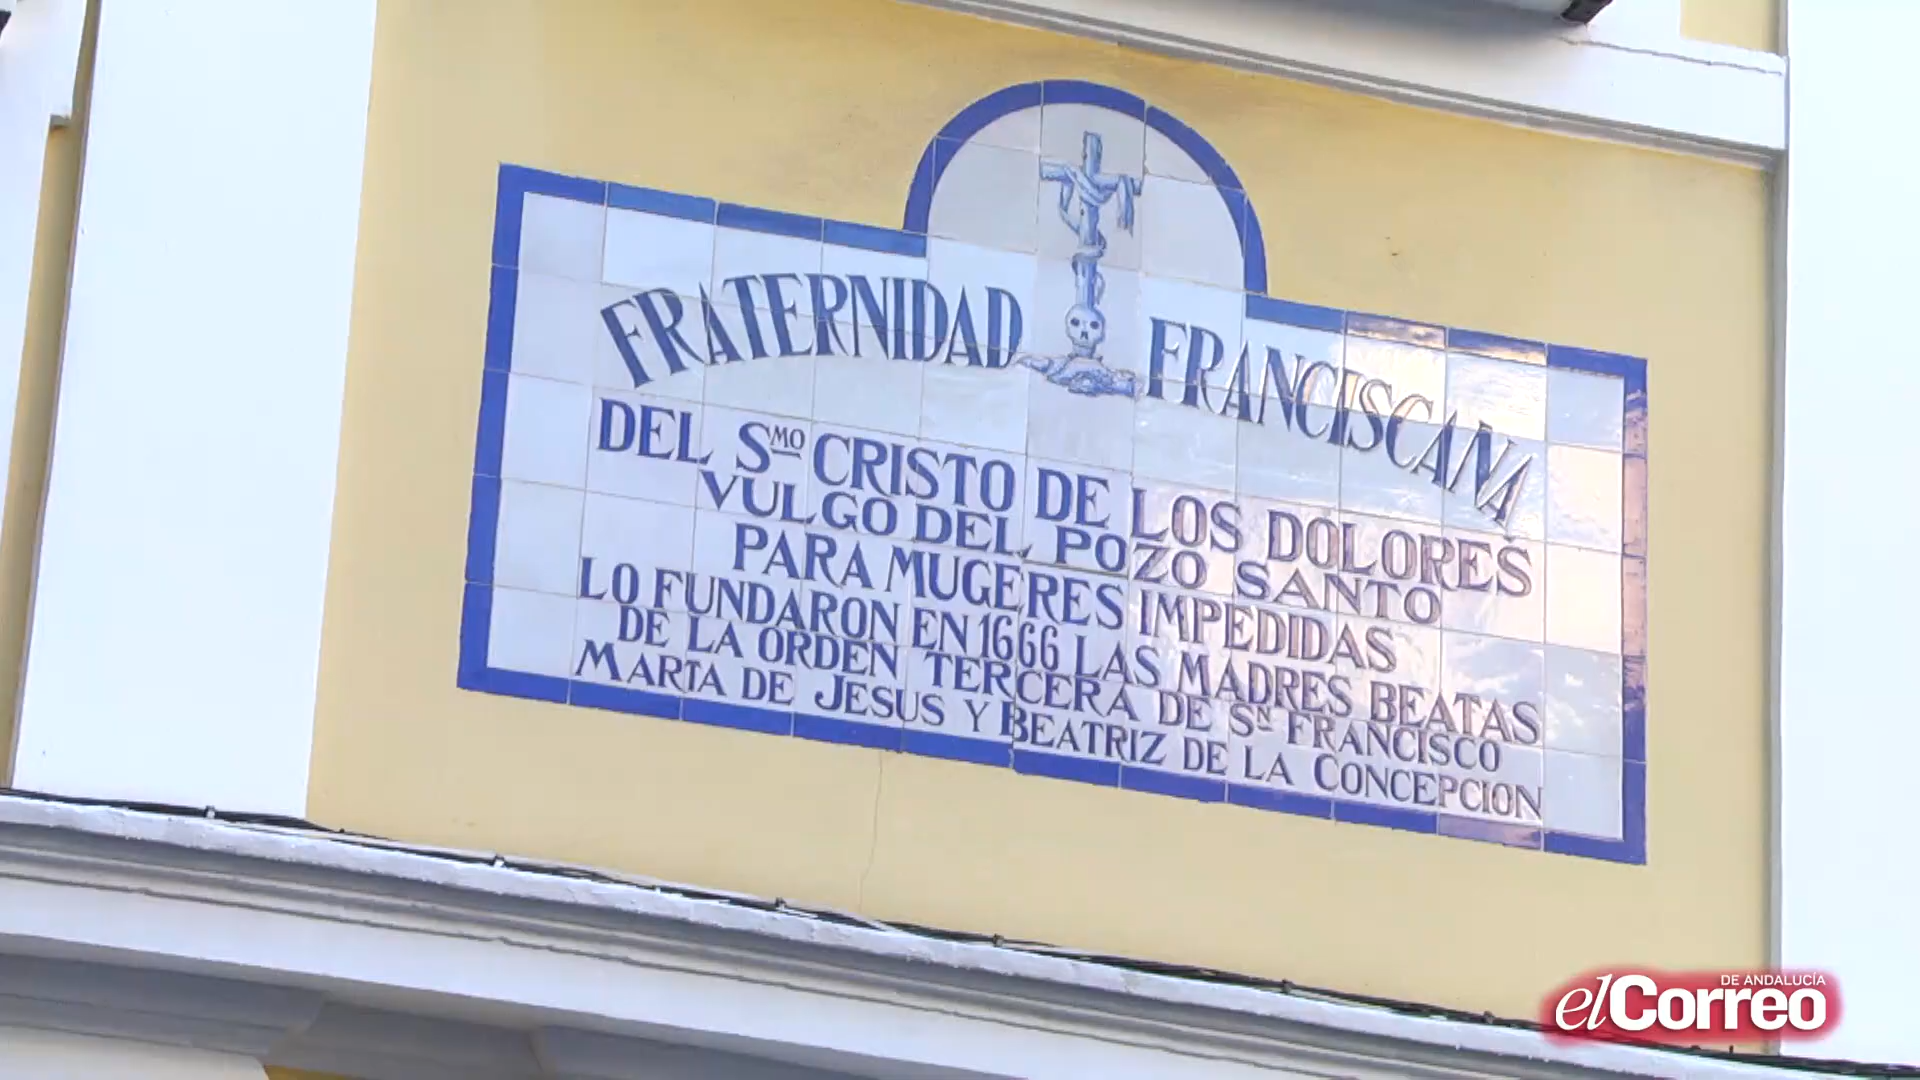 FRATERNIDAD FRANCISCANA
DEL Smo CRISTO DE LOS DOLORES
VULGO DEL POZO SANTO
PARA MUGERES IMPEDIDAS
LO FUNDARON EN 1666 LAS MADRES BEATAS
DE LA ORDEN TERCERA DE Sn FRANCISCO
MARTA DE JESUS Y BEATRIZ DE LA CONCEPCION
DE ANDALUCÍA
elCorreo